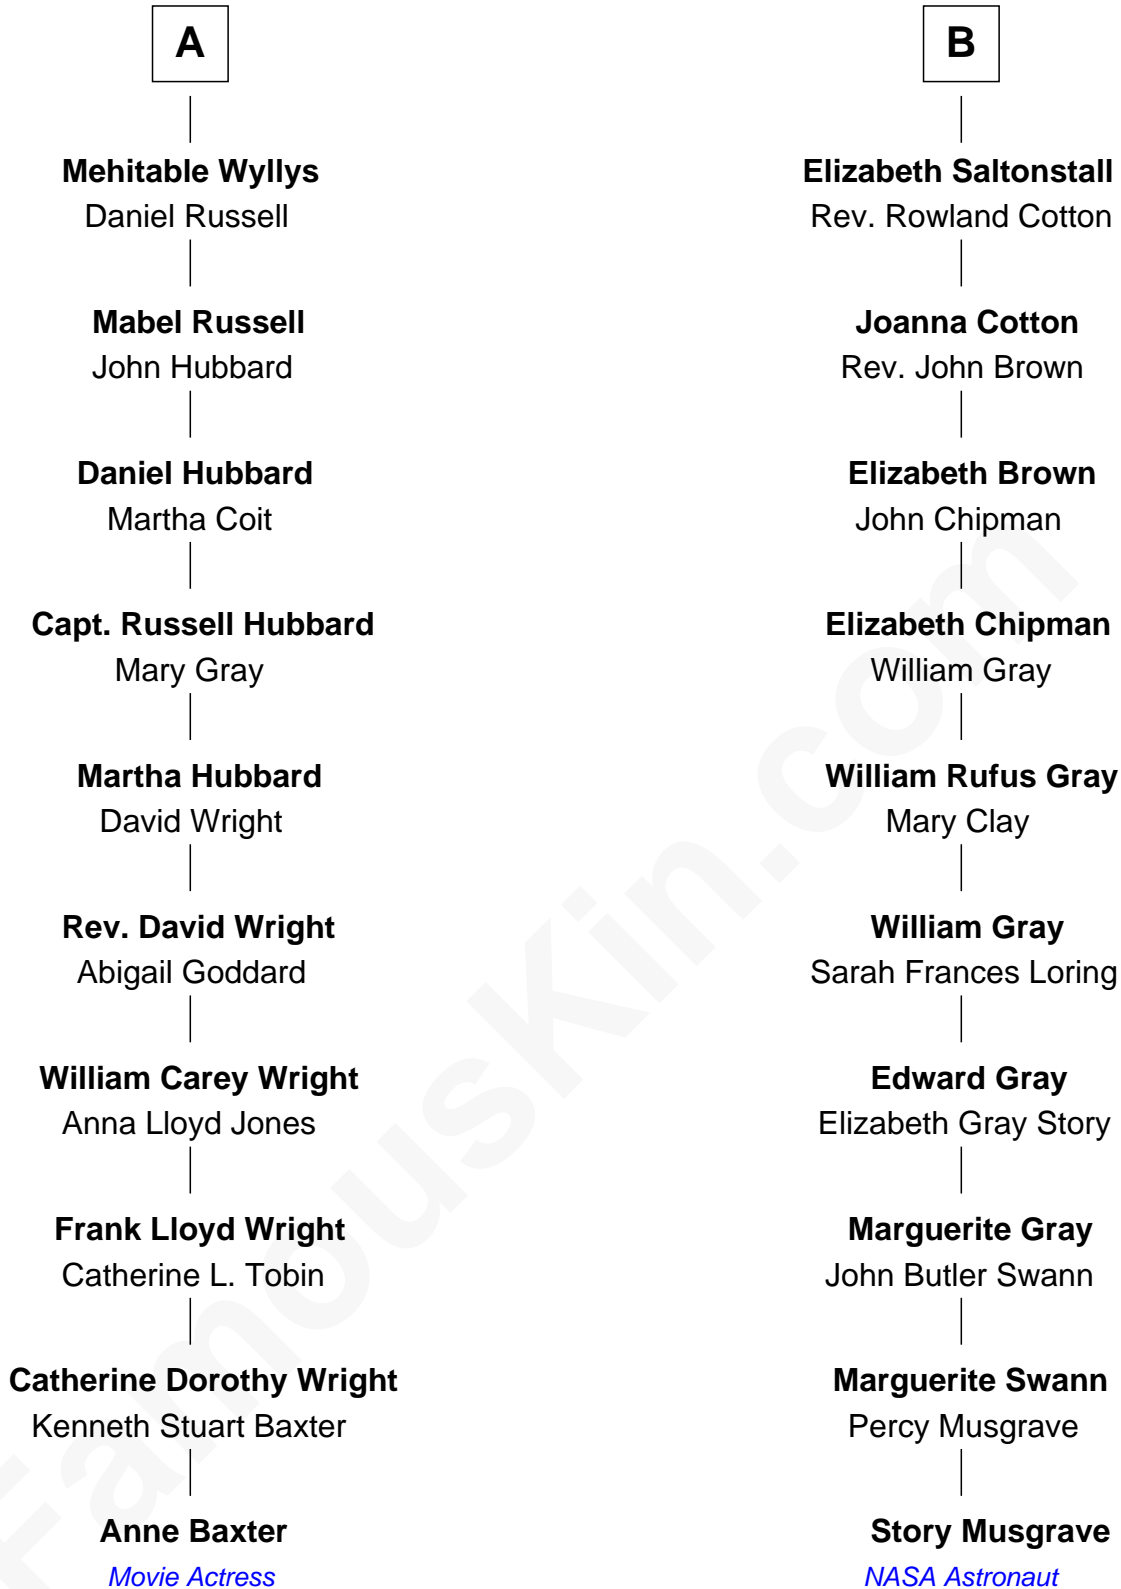 A
Mehitable Wyllys
Daniel Russell
Mabel Russell
John Hubbard
Daniel Hubbard
Martha Coit
Capt. Russell Hubbard
Mary Gray
Martha Hubbard
David Wright
Rev. David Wright
Abigail Goddard
William Carey Wright
Anna Lloyd Jones
Frank Lloyd Wright
Catherine L. Tobin
Catherine Dorothy Wright
Kenneth Stuart Baxter
Anne Baxter
Movie Actress
B
Elizabeth Saltonstall
Rev. Rowland Cotton
Joanna Cotton
Rev. John Brown
Elizabeth Brown
John Chipman
Elizabeth Chipman
William Gray
William Rufus Gray
Mary Clay
William Gray
Sarah Frances Loring
Edward Gray
Elizabeth Gray Story
Marguerite Gray
John Butler Swann
Marguerite Swann
Percy Musgrave
Story Musgrave
NASA Astronaut
FamousKin.com